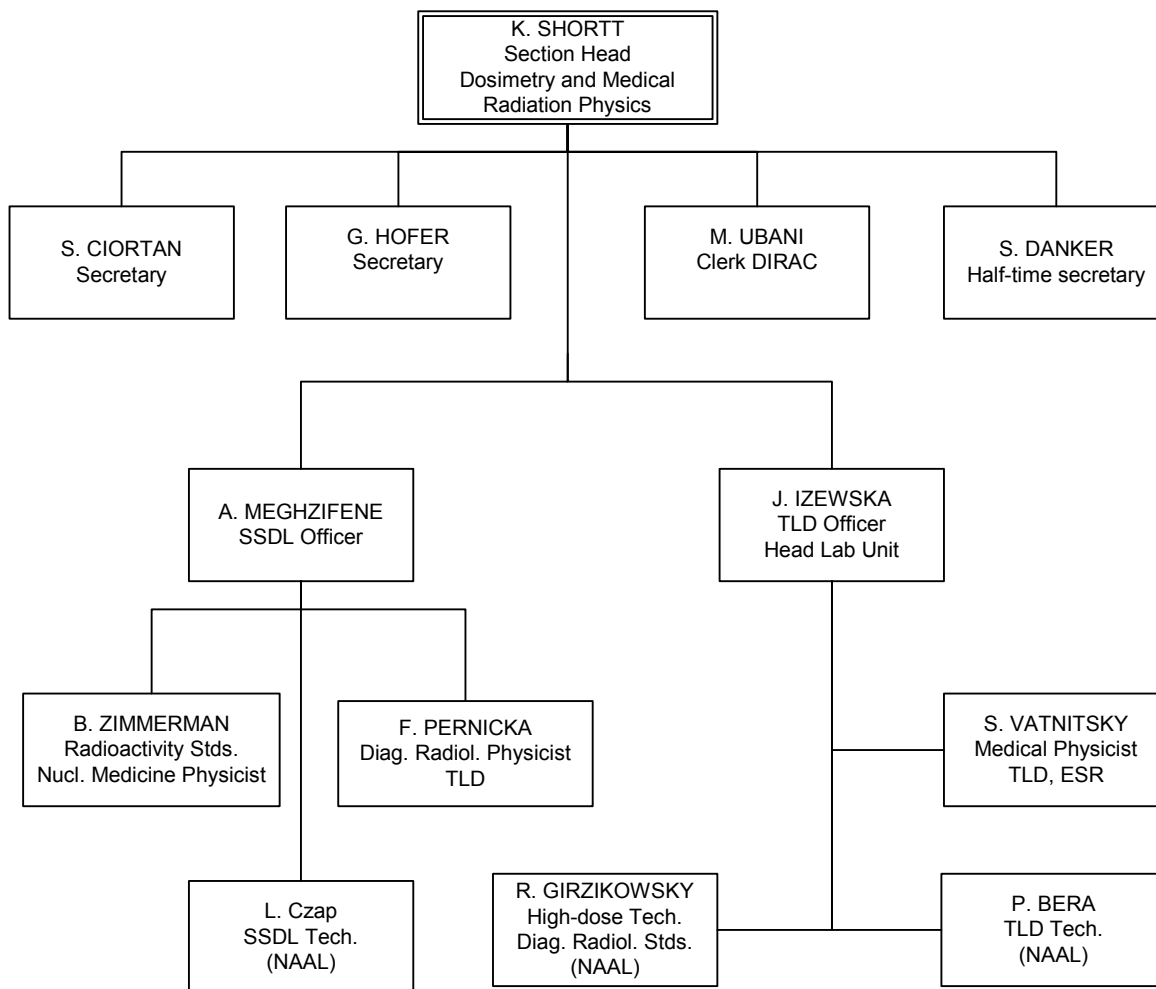 K. SHORTT
Section Head
Dosimetry and Medical
Radiation Physics
S. CIORTAN
Secretary
G. HOFER
Secretary
M. UBANI
Clerk DIRAC
S. DANKER
Half-time secretary
A. MEGHZIFENE
SSDL Officer
J. IZEWSKA
TLD Officer
Head Lab Unit
B. ZIMMERMAN
Radioactivity Stds.
Nucl. Medicine Physicist
F. PERNICKA
Diag. Radiol. Physicist
TLD
S. VATNITSKY
Medical Physicist
TLD, ESR
L. Czap
SSDL Tech.
(NAAL)
R. GIRZIKOWSKY
High-dose Tech.
Diag. Radiol. Stds.
(NAAL)
P. BERA
TLD Tech.
(NAAL)